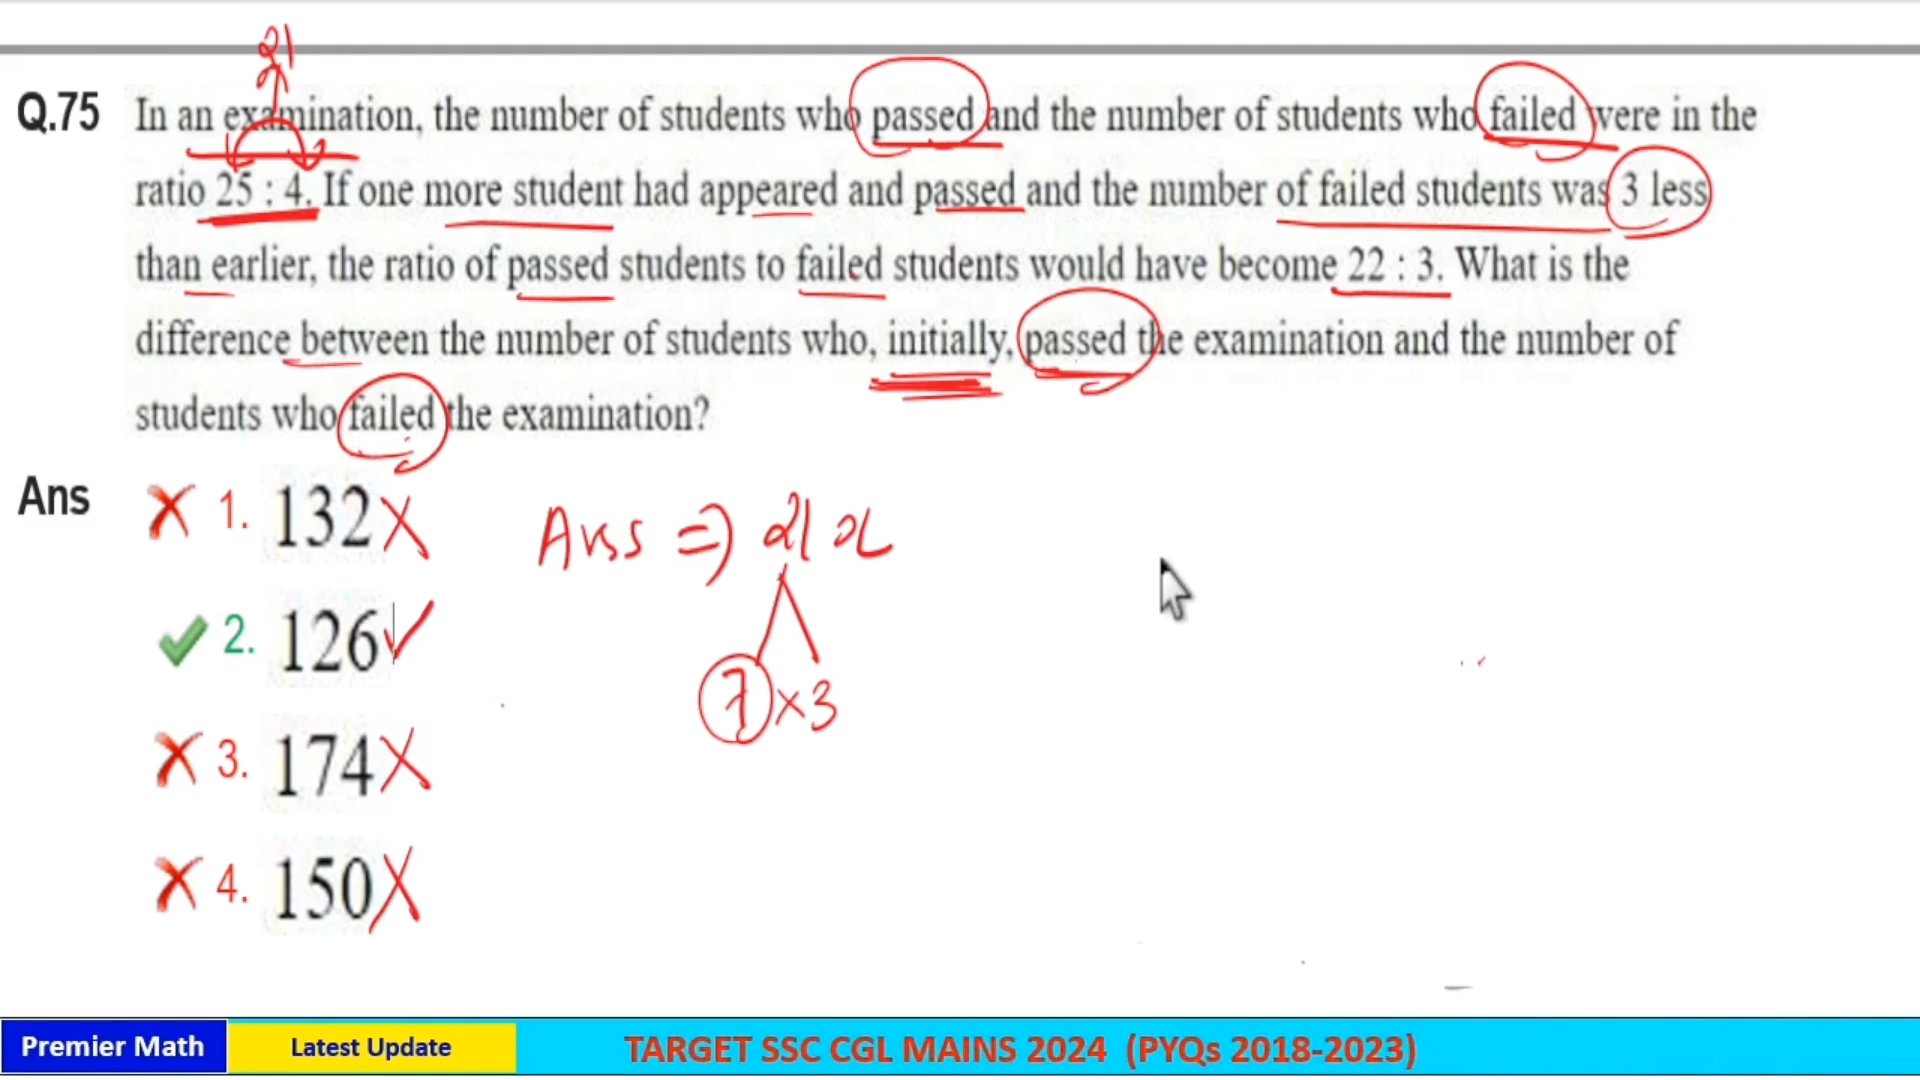 21
Q.75 In an examination, the number of students who passed and the number of students who failed were in the
ratio 25 : 4. If one more student had appeared and passed and the number of failed students was 3 less
than earlier, the ratio of passed students to failed students would have become 22 : 3. What is the
difference between the number of students who, initially, passed the examination and the number of
students who failed the examination?
Ans 1. 132 X
Ans => 21x
2. 126 ✓
7 × 3
3. 174 X
4. 150 X
Premier Math Latest Update TARGET SSC CGL MAINS 2024 (PYQs 2018-2023)